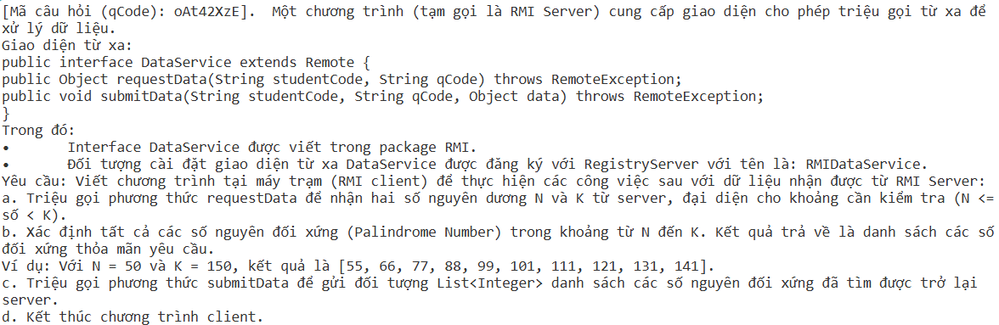 [Mã câu hỏi (qCode): oAt42XzE].  Một chương trình (tạm gọi là RMI Server) cung cấp giao diện cho phép triệu gọi từ xa để
xử lý dữ liệu.
Giao diện từ xa:
public interface DataService extends Remote {
public Object requestData(String studentCode, String qCode) throws RemoteException;
public void submitData(String studentCode, String qCode, Object data) throws RemoteException;
}
Trong đó:
•	Interface DataService được viết trong package RMI.
•	Đối tượng cài đặt giao diện từ xa DataService được đăng ký với RegistryServer với tên là: RMIDataService.
Yêu cầu: Viết chương trình tại máy trạm (RMI client) để thực hiện các công việc sau với dữ liệu nhận được từ RMI Server:
a. Triệu gọi phương thức requestData để nhận hai số nguyên dương N và K từ server, đại diện cho khoảng cần kiểm tra (N <=
số < K).
b. Xác định tất cả các số nguyên đối xứng (Palindrome Number) trong khoảng từ N đến K. Kết quả trả về là danh sách các số
đối xứng thỏa mãn yêu cầu.
Ví dụ: Với N = 50 và K = 150, kết quả là [55, 66, 77, 88, 99, 101, 111, 121, 131, 141].
c. Triệu gọi phương thức submitData để gửi đối tượng List<Integer> danh sách các số nguyên đối xứng đã tìm được trở lại
server.
d. Kết thúc chương trình client.